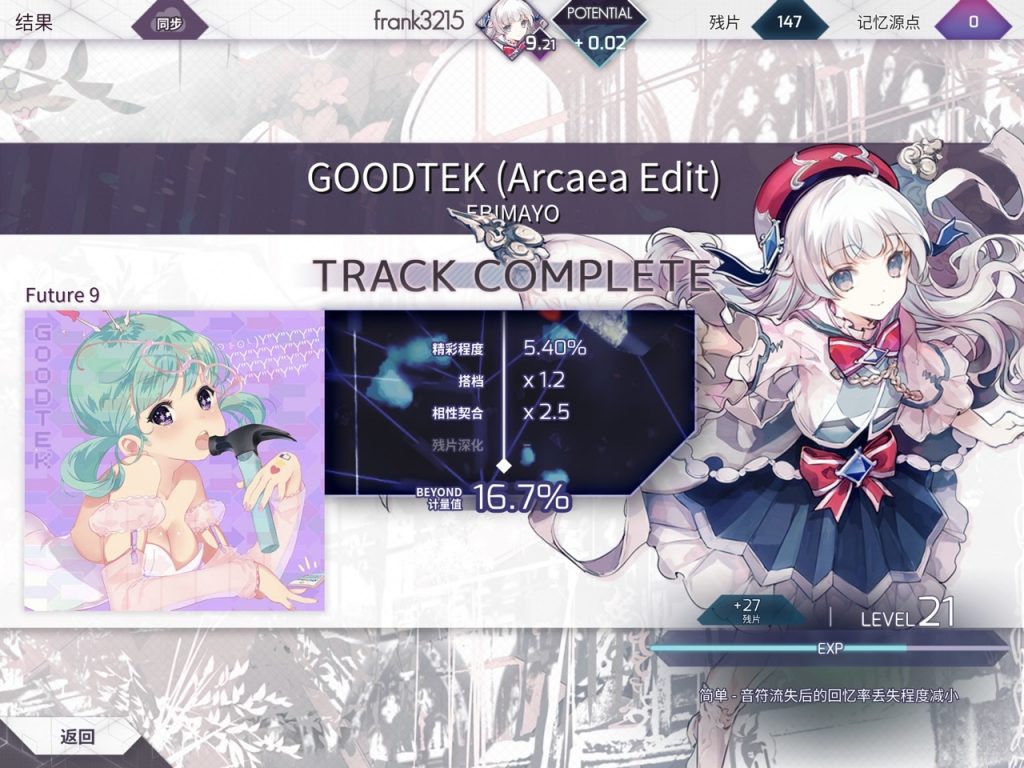 结果
同步
frank3215
9.21
POTENTIAL
+ 0.02
残片
147
记忆源点
0
GOODTEK (Arcaea Edit)
EBIMAYO
TRACK COMPLETE
Future 9
GOODTEK
精彩程度
5.40%
搭档
x 1.2
相性契合
x 2.5
残片深化
-
BEYOND
计量值
16.7%
+27
残片
LEVEL 21
EXP
简单 - 音符流失后的回忆率丢失程度减小
返回